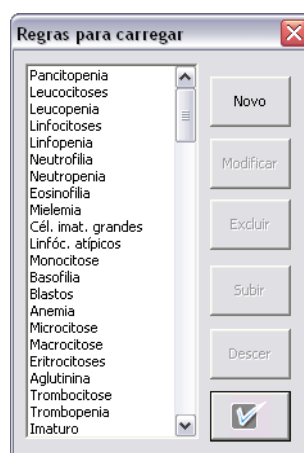 Regras para carregar
Pancitopenia
Leucocitoses
Leucopenia
Linfocitoses
Linfopenia
Neutrofilia
Neutropenia
Eosinofilia
Mielemia
Cél. imat. grandes
Linfóc. atípicos
Monocitose
Basofilia
Blastos
Anemia
Microcitose
Macrocitose
Eritrocitoses
Aglutinina
Trombocitose
Trombopenia
Imaturo
Novo
Modificar
Excluir
Subir
Descer